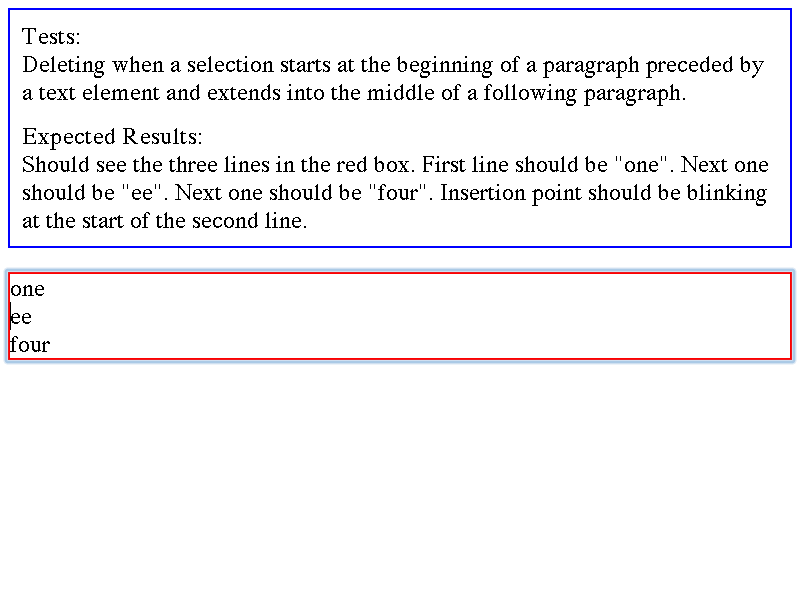 Tests:
Deleting when a selection starts at the beginning of a paragraph preceded by
a text element and extends into the middle of a following paragraph.
Expected Results:
Should see the three lines in the red box. First line should be "one". Next one
should be "ee". Next one should be "four". Insertion point should be blinking
at the start of the second line.
one
ee
four